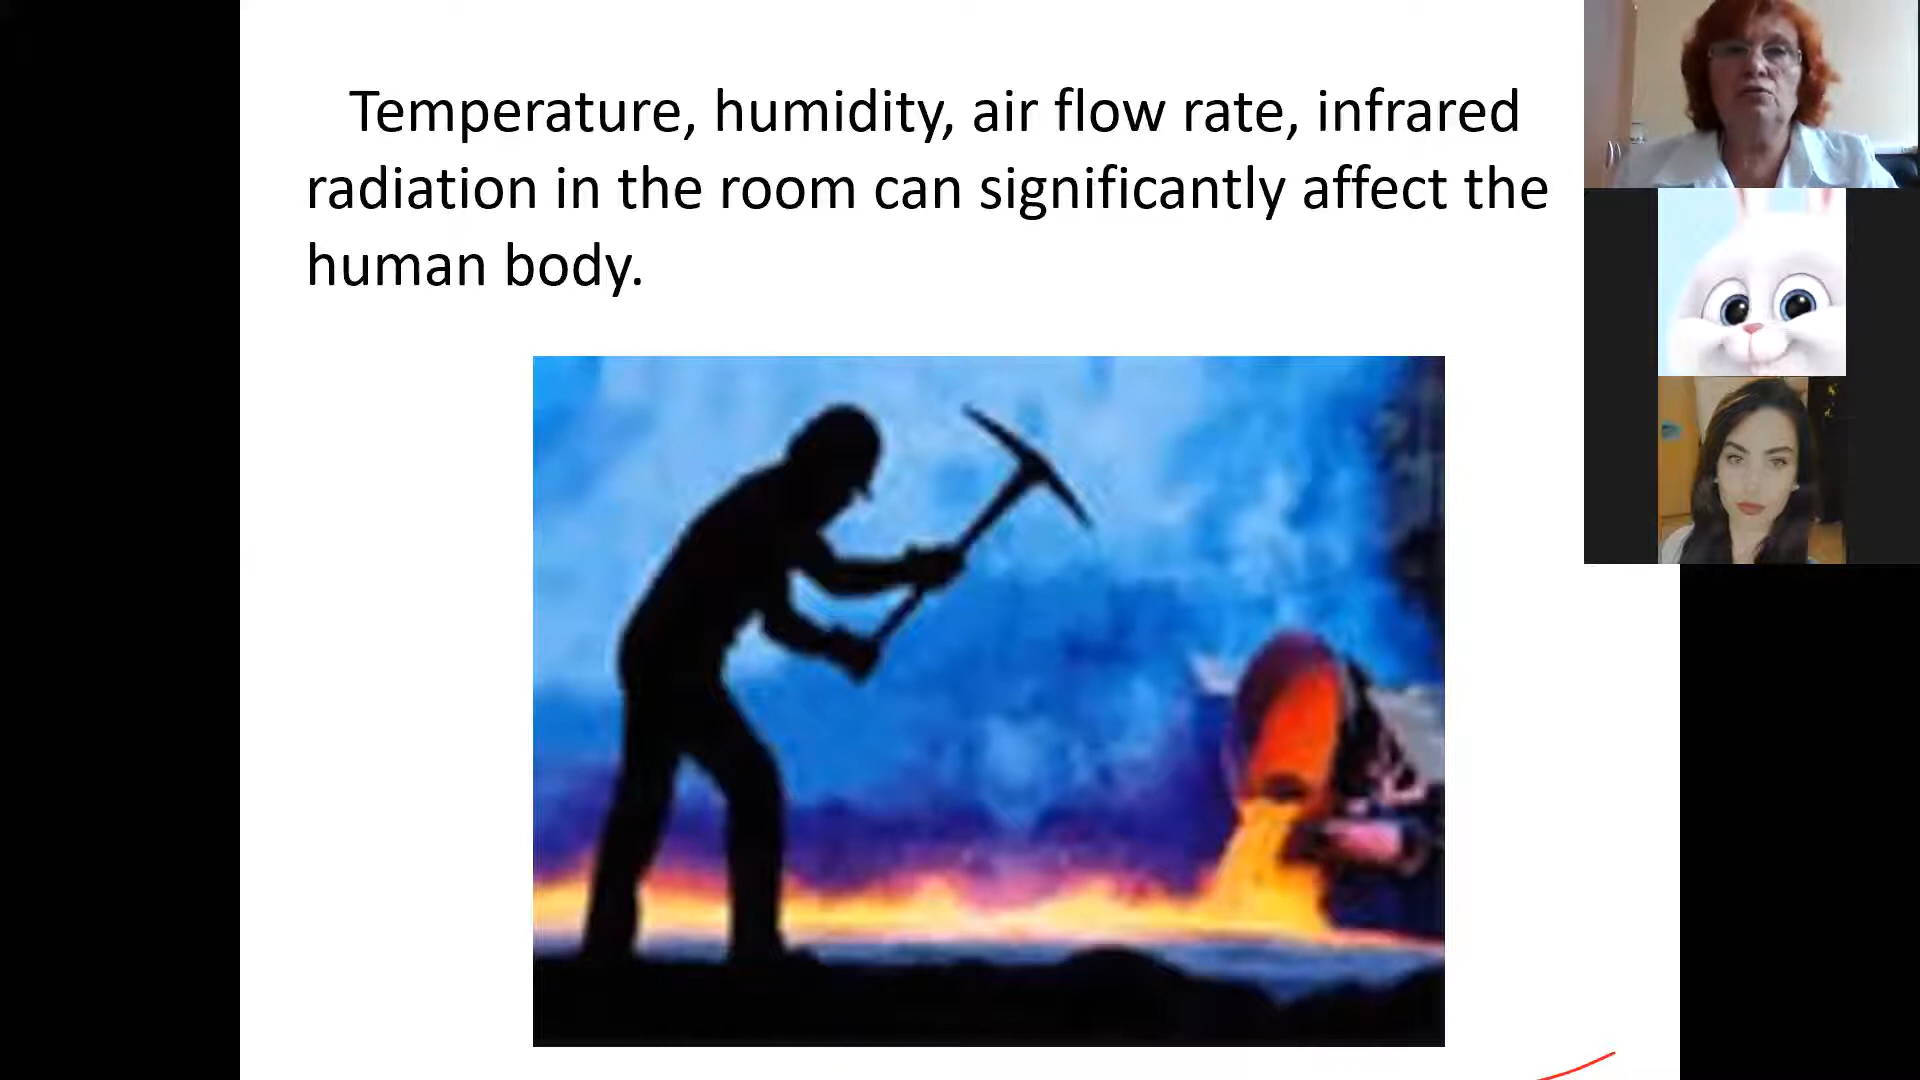 Temperature, humidity, air flow rate, infrared
radiation in the room can significantly affect the
human body.